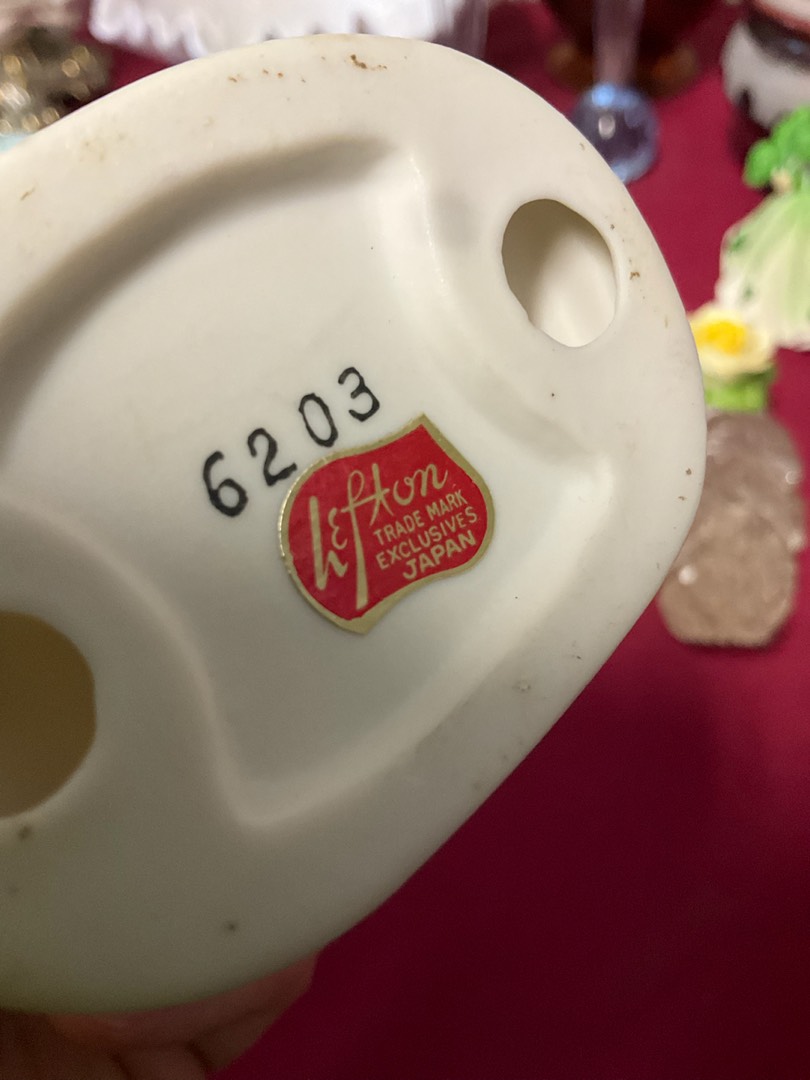 6203
Lefton
TRADE MARK
EXCLUSIVES
JAPAN